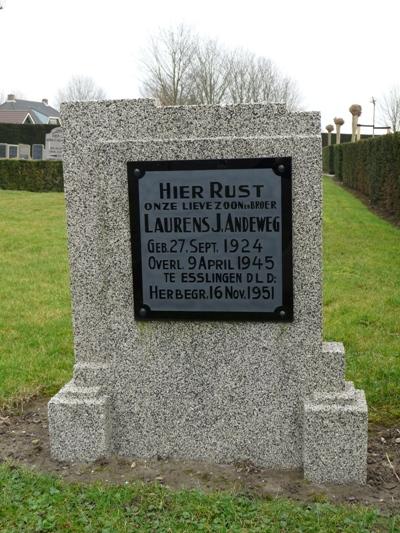 HIER RUST
ONZE LIEVE ZOON EN BROER
LAURENS J. ANDEWEG
GEB. 27. SEPT. 1924
OVERL. 9 APRIL 1945
TE ESSLINGEN DLD:
HERBEGR. 16 NOV. 1951